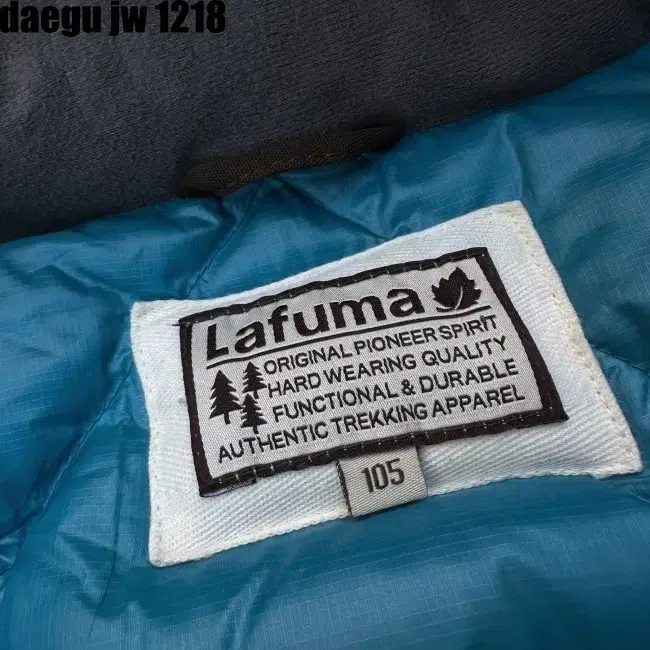 daegu jw 1218
Lafuma
ORIGINAL PIONEER SPIRIT
HARD WEARING QUALITY
FUNCTIONAL & DURABLE
AUTHENTIC TREKKING APPAREL
105